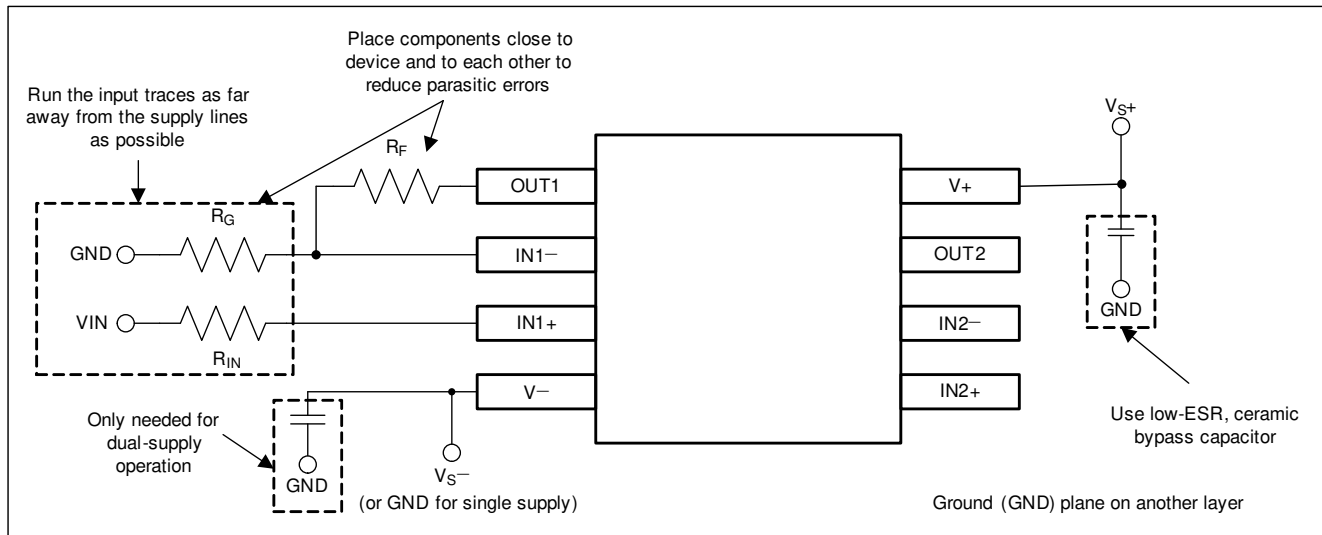 Place components close to
device and to each other to
reduce parasitic errors
Run the input traces as far
away from the supply lines
as possible
VS+
RF
OUT1
V+
RG
GND
IN1−
OUT2
GND
VIN
IN1+
IN2−
RIN
V−
IN2+
Only needed for
dual-supply
operation
Use low-ESR, ceramic
bypass capacitor
GND
VS−
(or GND for single supply)
Ground (GND) plane on another layer